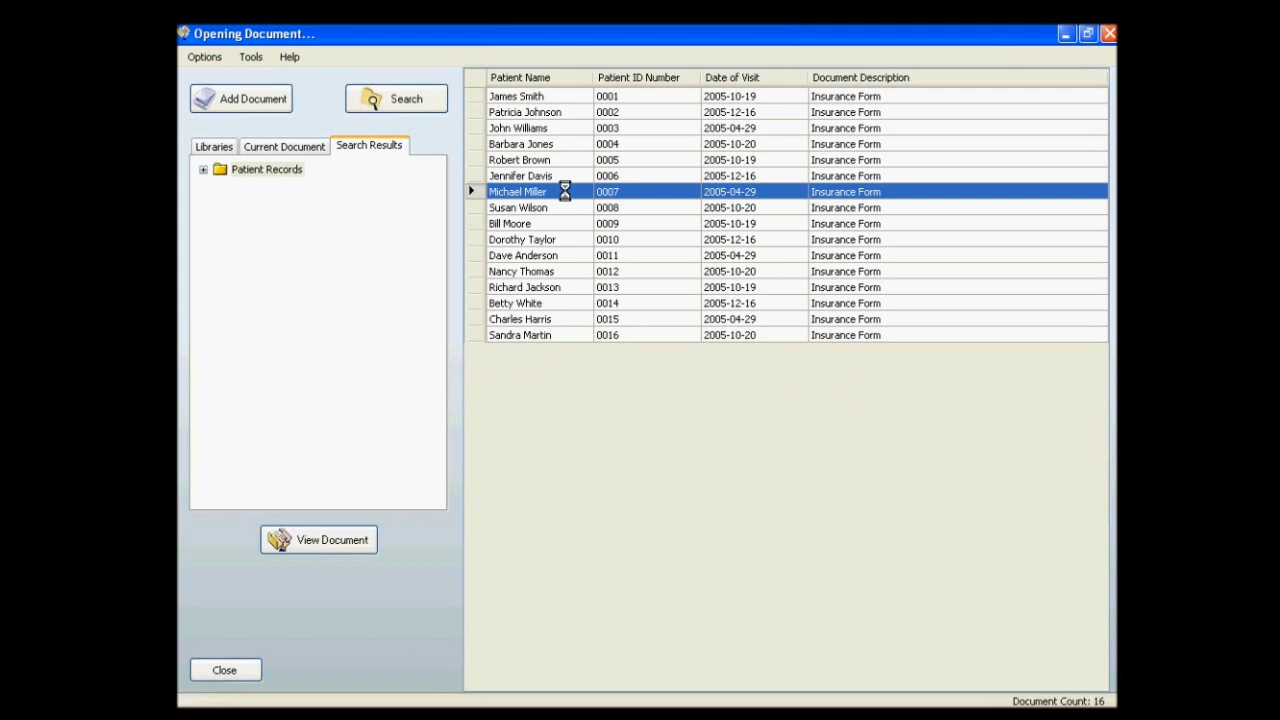 Opening Document...
Options Tools Help
Add Document Search
Libraries Current Document Search Results
Patient Records
View Document
Close
Patient Name Patient ID Number Date of Visit Document Description
James Smith 0001 2005-10-19 Insurance Form
Patricia Johnson 0002 2005-12-16 Insurance Form
John Williams 0003 2005-04-29 Insurance Form
Barbara Jones 0004 2005-10-20 Insurance Form
Robert Brown 0005 2005-10-19 Insurance Form
Jennifer Davis 0006 2005-12-16 Insurance Form
Michael Miller 0007 2005-04-29 Insurance Form
Susan Wilson 0008 2005-10-20 Insurance Form
Bill Moore 0009 2005-10-19 Insurance Form
Dorothy Taylor 0010 2005-12-16 Insurance Form
Dave Anderson 0011 2005-04-29 Insurance Form
Nancy Thomas 0012 2005-10-20 Insurance Form
Richard Jackson 0013 2005-10-19 Insurance Form
Betty White 0014 2005-12-16 Insurance Form
Charles Harris 0015 2005-04-29 Insurance Form
Sandra Martin 0016 2005-10-20 Insurance Form
Document Count: 16